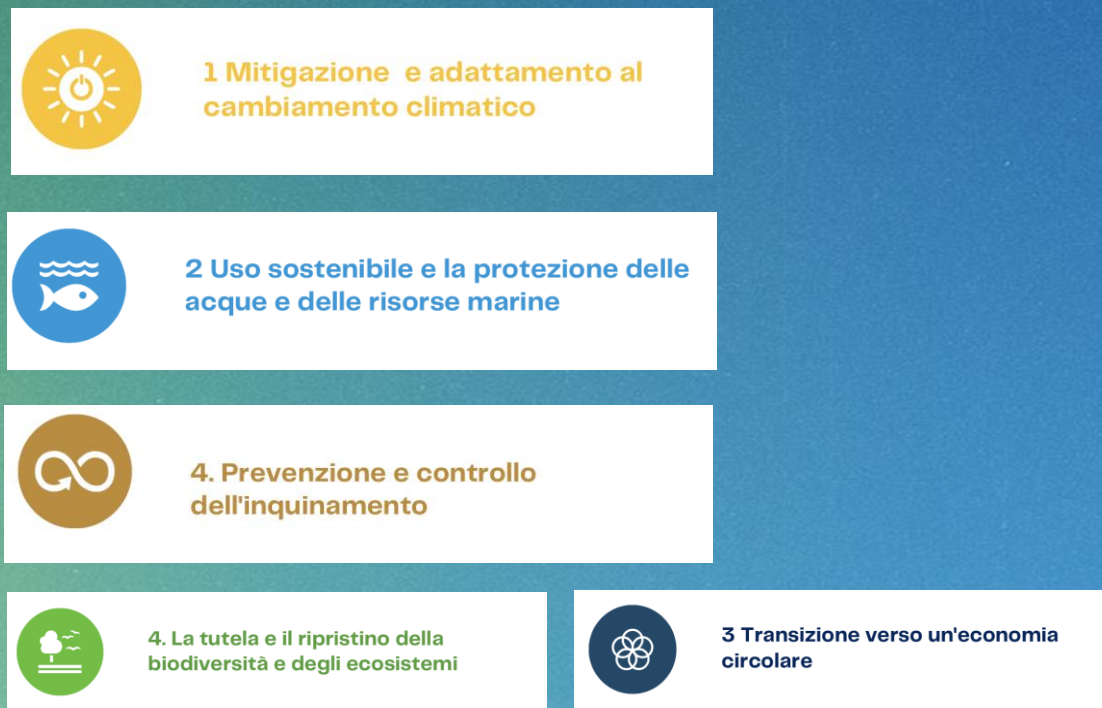 1 Mitigazione e adattamento al
cambiamento climatico
2 Uso sostenibile e la protezione delle
acque e delle risorse marine
4. Prevenzione e controllo
dell'inquinamento
4. La tutela e il ripristino della
biodiversità e degli ecosistemi
3 Transizione verso un'economia
circolare